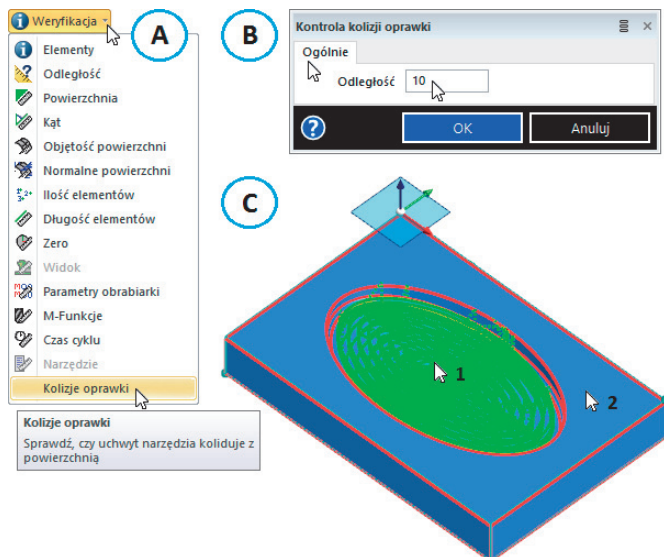 Weryfikacja
A
Elementy
Odległość
Powierzchnia
Kąt
Objętość powierzchni
Normalne powierzchni
Ilość elementów
Długość elementów
Zero
Widok
Parametry obrabiarki
M-Funkcje
Czas cyklu
Narzędzie
Kolizje oprawki
Kolizje oprawki
Sprawdź, czy uchwyt narzędzia koliduje z
powierzchnią
B
Kontrola kolizji oprawki
Ogólnie
Odległość 10
OK Anuluj
C
1
2